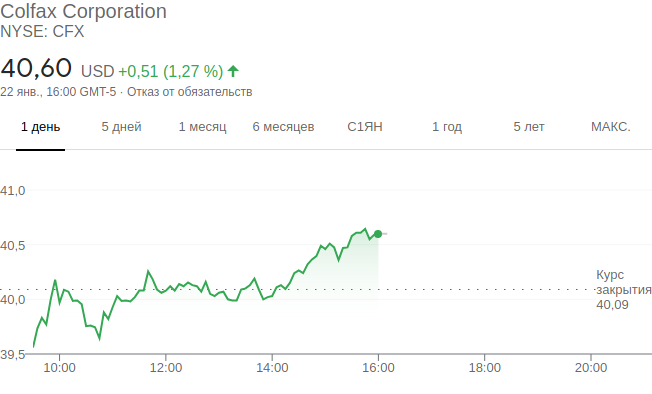 Colfax Corporation
NYSE: CFX
40,60 USD +0,51 (1,27 %)
22 янв., 16:00 GMT-5 · Отказ от обязательств
1 день 5 дней 1 месяц 6 месяцев С1ЯН 1 год 5 лет МАКС.
41,0
40,5
40,0
39,5
Курс
закрытия
40,09
10:00 12:00 14:00 16:00 18:00 20:00